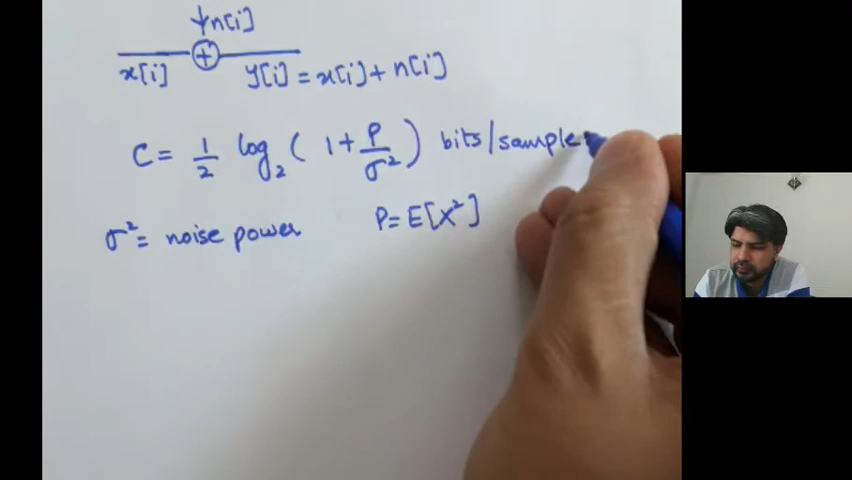 n[i]
x[i] y[i] = x[i] + n[i]
C = 1/2 log₂ ( 1 + P/σ² ) bits/sample
σ² = noise power P = E[X²]